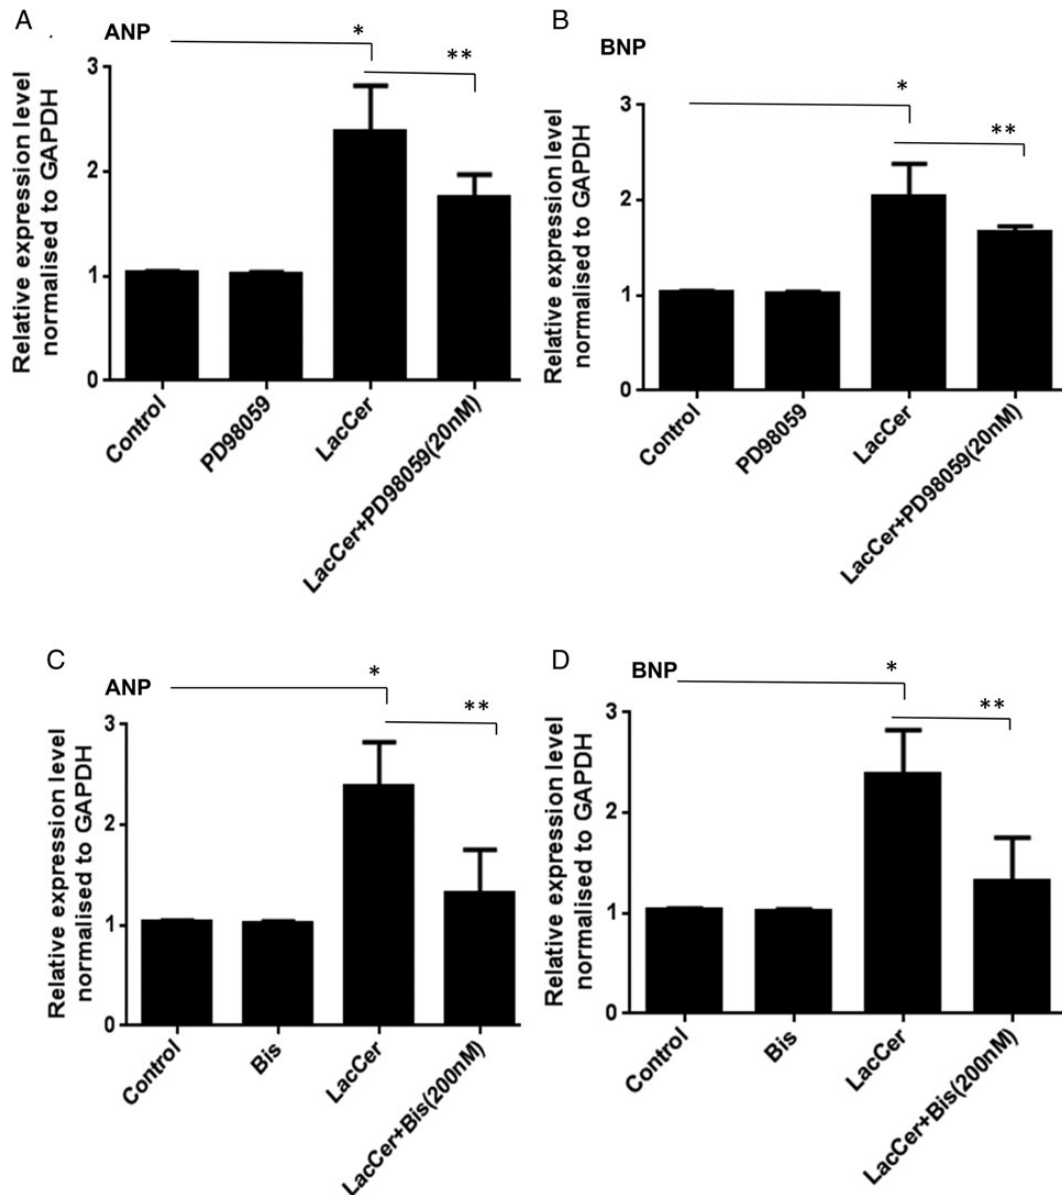 A
ANP
*
**
Relative expression level
normalised to GAPDH
3
2
1
0
Control
PD98059
LacCer
LacCer+PD98059(20nM)
B
BNP
*
**
Relative expression level
normalised to GAPDH
3
2
1
0
Control
PD98059
LacCer
LacCer+PD98059(20nM)
C
ANP
*
**
Relative expression level
normalised to GAPDH
3
2
1
0
Control
Bis
LacCer
LacCer+Bis(200nM)
D
BNP
*
**
Relative expression level
normalised to GAPDH
3
2
1
0
Control
Bis
LacCer
LacCer+Bis(200nM)